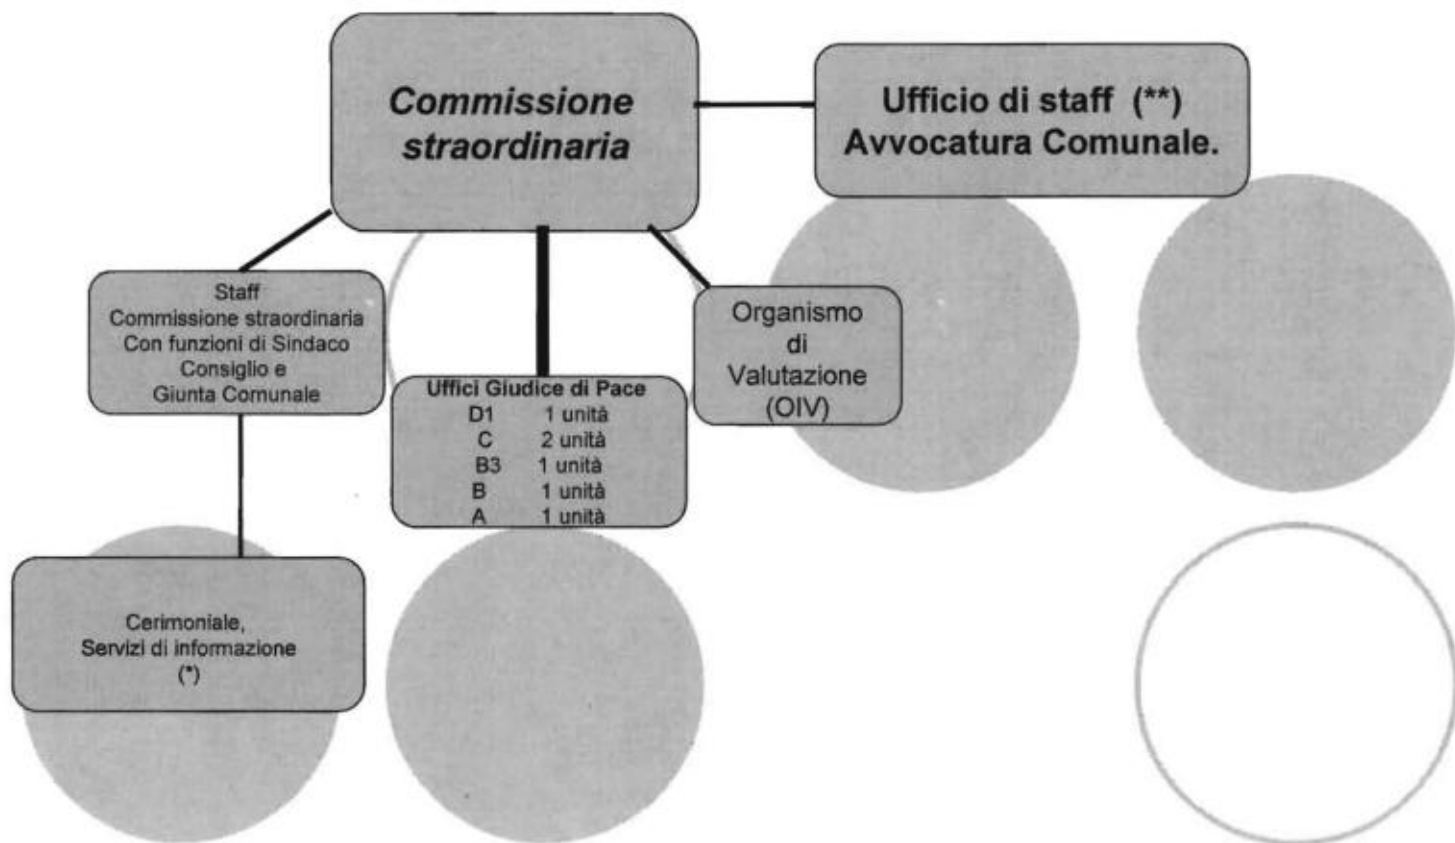 Commissione
straordinaria
Ufficio di staff (**)
Avvocatura Comunale.
Staff
Commissione straordinaria
Con funzioni di Sindaco
Consiglio e
Giunta Comunale
Uffici Giudice di Pace
D1 1 unità
C 2 unità
B3 1 unità
B 1 unità
A 1 unità
Organismo
di
Valutazione
(OIV)
Cerimoniale,
Servizi di informazione
(*)